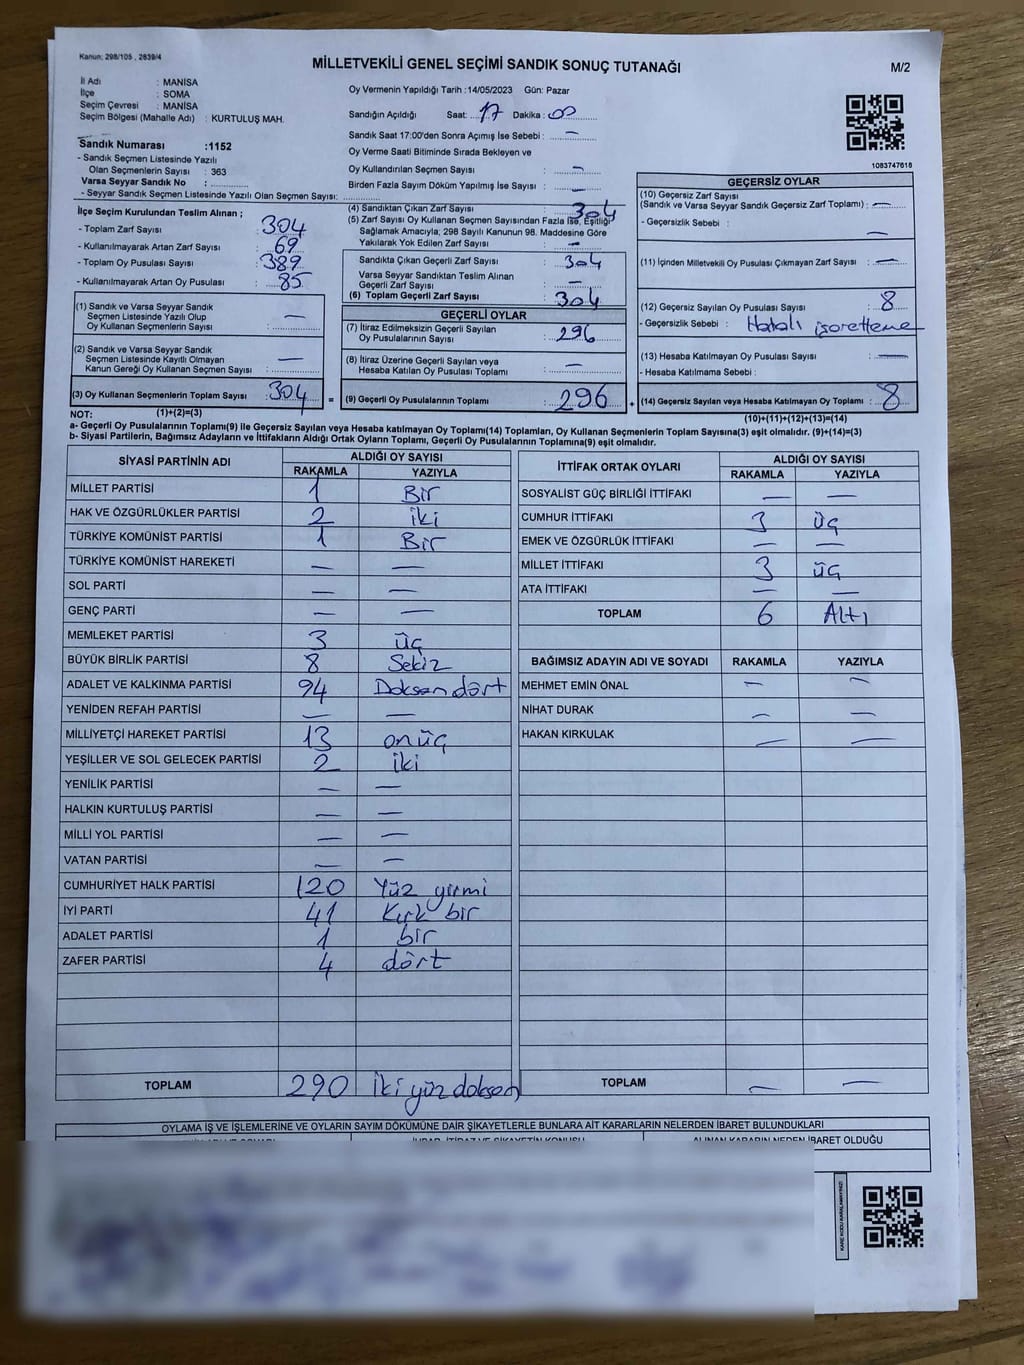 Kanun: 298/105 , 2839/4
MİLLETVEKİLİ GENEL SEÇİMİ SANDIK SONUÇ TUTANAĞI
M/2
İl Adı : MANİSA
İlçe : SOMA
Seçim Çevresi : MANİSA
Seçim Bölgesi (Mahalle Adı) : KURTULUŞ MAH.
Sandık Numarası :1152
- Sandık Seçmen Listesinde Yazılı
Olan Seçmenlerin Sayısı : 363
Varsa Seyyar Sandık No :
- Seyyar Sandık Seçmen Listesinde Yazılı Olan Seçmen Sayısı:
Oy Vermenin Yapıldığı Tarih :14/05/2023 Gün: Pazar
Sandığın Açıldığı Saat: 17 Dakika: 00
Sandık Saat 17:00'den Sonra Açımış İse Sebebi : —
Oy Verme Saati Bitiminde Sırada Bekleyen ve
Oy Kullandırılan Seçmen Sayısı : —
Birden Fazla Sayım Döküm Yapılmış İse Sayısı : —
1083747618
İlçe Seçim Kurulundan Teslim Alınan ;
- Toplam Zarf Sayısı : 304
- Kullanılmayarak Artan Zarf Sayısı : 69
- Toplam Oy Pusulası Sayısı : 389
- Kullanılmayarak Artan Oy Pusulası : 85
(1) Sandık ve Varsa Seyyar Sandık
Seçmen Listesinde Yazılı Olup
Oy Kullanan Seçmenlerin Sayısı : —
(2) Sandık ve Varsa Seyyar Sandık
Seçmen Listesinde Kayıtlı Olmayan
Kanun Gereği Oy Kullanan Seçmen Sayısı : —
(3) Oy Kullanan Seçmenlerin Toplam Sayısı : 304
=
(4) Sandıktan Çıkan Zarf Sayısı : 304
(5) Zarf Sayısı Oy Kullanan Seçmen Sayısından Fazla İse, Eşitliği
Sağlamak Amacıyla; 298 Sayılı Kanunun 98. Maddesine Göre
Yakılarak Yok Edilen Zarf Sayısı : —
Sandıkta Çıkan Geçerli Zarf Sayısı : 304
Varsa Seyyar Sandıktan Teslim Alınan
Geçerli Zarf Sayısı : —
(6) Toplam Geçerli Zarf Sayısı : 304
GEÇERLİ OYLAR
(7) İtiraz Edilmeksizin Geçerli Sayılan
Oy Pusulalarının Sayısı : 296
(8) İtiraz Üzerine Geçerli Sayılan veya
Hesaba Katılan Oy Pusulası Toplamı : —
(9) Geçerli Oy Pusulalarının Toplamı : 296
+
GEÇERSİZ OYLAR
(10) Geçersiz Zarf Sayısı
(Sandık ve Varsa Seyyar Sandık Geçersiz Zarf Toplamı) : —
- Geçersizlik Sebebi : —
(11) İçinden Milletvekili Oy Pusulası Çıkmayan Zarf Sayısı : —
(12) Geçersiz Sayılan Oy Pusulası Sayısı : 8
- Geçersizlik Sebebi : Hatalı işaretleme
(13) Hesaba Katılmayan Oy Pusulası Sayısı : —
- Hesaba Katılmama Sebebi :
(14) Geçersiz Sayılan veya Hesaba Katılmayan Oy Toplamı : 8
NOT: (1)+(2)=(3)
(10)+(11)+(12)+(13)=(14)
a- Geçerli Oy Pusulalarının Toplamı(9) ile Geçersiz Sayılan veya Hesaba katılmayan Oy Toplamı(14) Toplamları, Oy Kullanan Seçmenlerin Toplam Sayısına(3) eşit olmalıdır. (9)+(14)=(3)
b- Siyasi Partilerin, Bağımsız Adayların ve İttifakların Aldığı Ortak Oyların Toplamı, Geçerli Oy Pusulalarının Toplamına(9) eşit olmalıdır.
SİYASİ PARTİNİN ADI ALDIĞI OY SAYISI
RAKAMLA YAZIYLA
MİLLET PARTİSİ 1 Bir
HAK VE ÖZGÜRLÜKLER PARTİSİ 2 iki
TÜRKİYE KOMÜNİST PARTİSİ 1 Bir
TÜRKİYE KOMÜNİST HAREKETİ — —
SOL PARTİ — —
GENÇ PARTİ — —
MEMLEKET PARTİSİ 3 üç
BÜYÜK BİRLİK PARTİSİ 8 Sekiz
ADALET VE KALKINMA PARTİSİ 94 Doksan dört
YENİDEN REFAH PARTİSİ — —
MİLLİYETÇİ HAREKET PARTİSİ 13 onüç
YEŞİLLER VE SOL GELECEK PARTİSİ 2 iki
YENİLİK PARTİSİ — —
HALKIN KURTULUŞ PARTİSİ — —
MİLLİ YOL PARTİSİ — —
VATAN PARTİSİ — —
CUMHURİYET HALK PARTİSİ 120 Yüz yirmi
İYİ PARTİ 41 Kırk bir
ADALET PARTİSİ 1 bir
ZAFER PARTİSİ 4 dört
TOPLAM 290 İki yüz doksan
İTTİFAK ORTAK OYLARI ALDIĞI OY SAYISI
RAKAMLA YAZIYLA
SOSYALİST GÜÇ BİRLİĞİ İTTİFAKI — —
CUMHUR İTTİFAKI 3 üç
EMEK VE ÖZGÜRLÜK İTTİFAKI — —
MİLLET İTTİFAKI 3 üç
ATA İTTİFAKI — —
TOPLAM 6 Altı
BAĞIMSIZ ADAYIN ADI VE SOYADI RAKAMLA YAZIYLA
MEHMET EMİN ÖNAL — —
NİHAT DURAK — —
HAKAN KIRKULAK — —
TOPLAM — —
OYLAMA İŞ VE İŞLEMLERİNE VE OYLARIN SAYIM DÖKÜMÜNE DAİR ŞİKAYETLERLE BUNLARA AİT KARARLARIN NELERDEN İBARET BULUNDUKLARI
ALINAN KARARIN NEDEN İBARET OLDUĞU